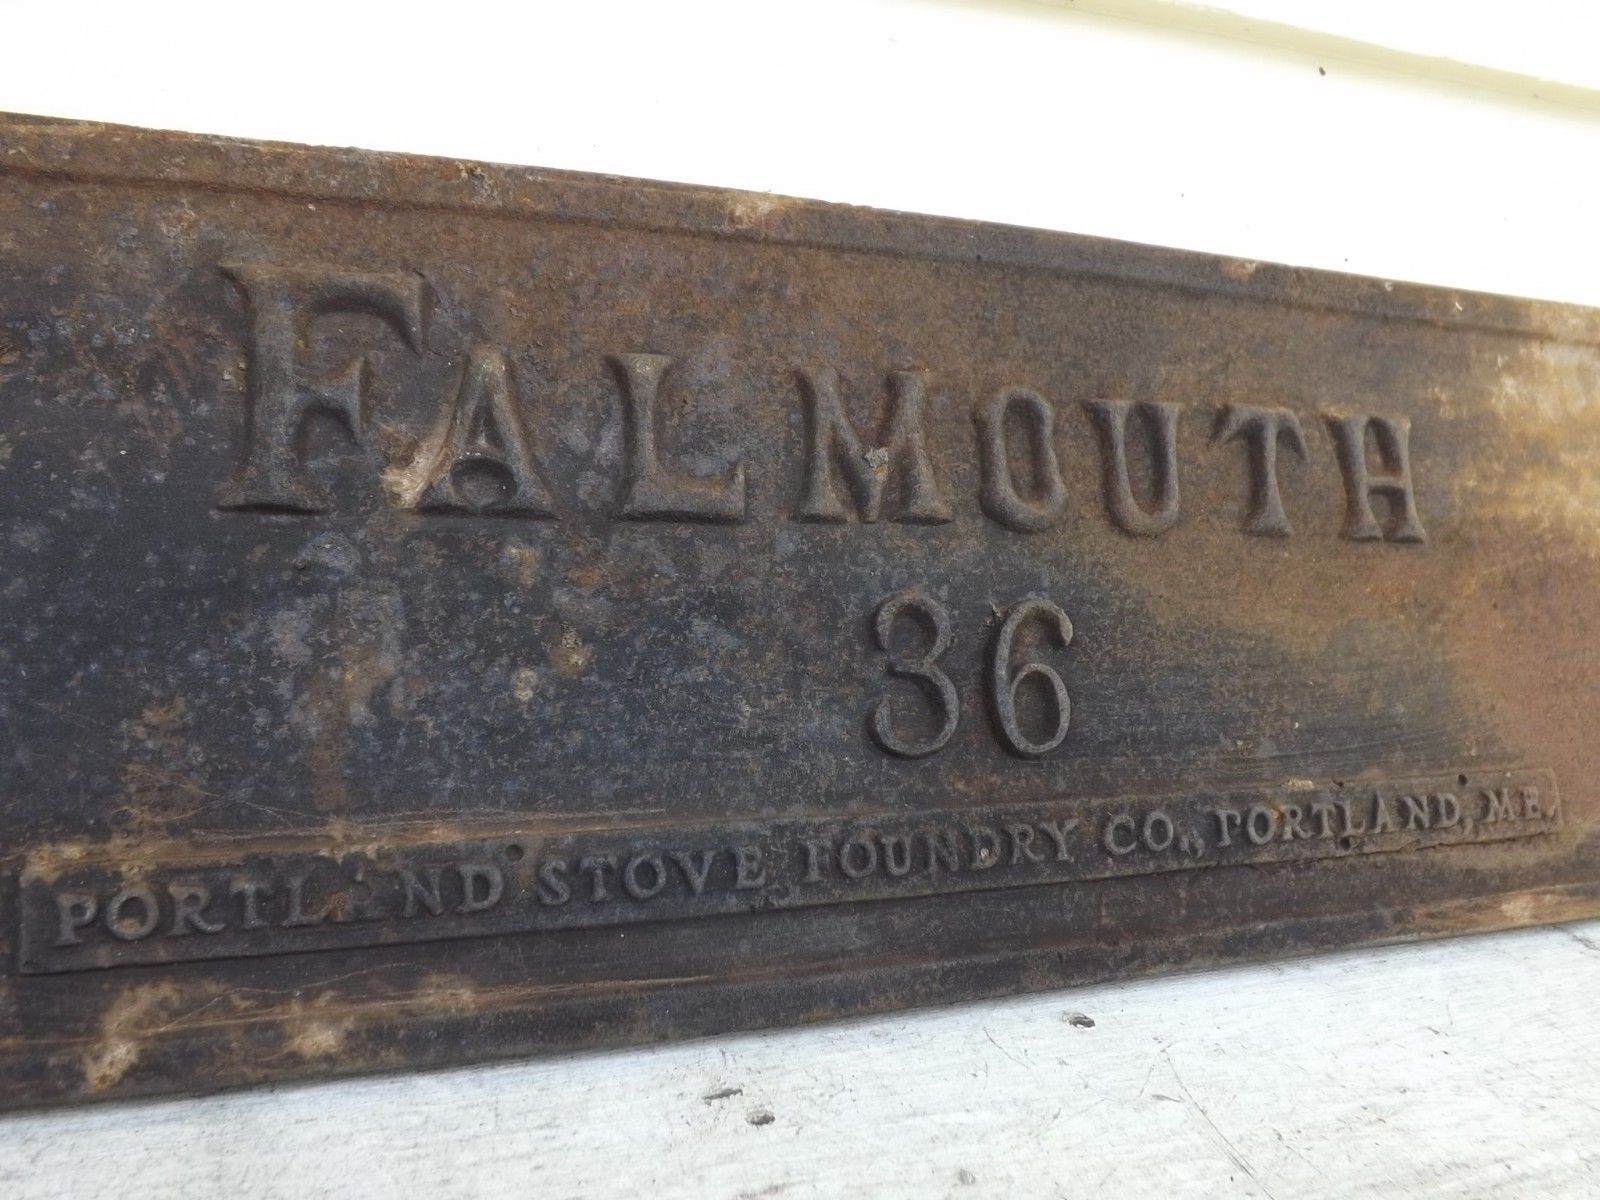 FALMOUTH
36
PORTLAND STOVE FOUNDRY CO., PORTLAND, ME.